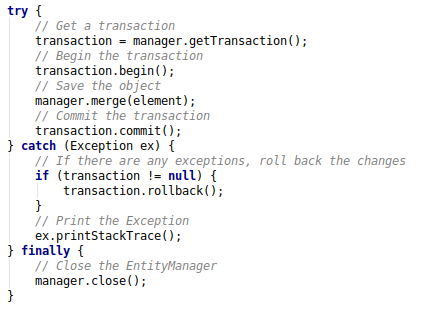 try {
    // Get a transaction
    transaction = manager.getTransaction();
    // Begin the transaction
    transaction.begin();
    // Save the object
    manager.merge(element);
    // Commit the transaction
    transaction.commit();
} catch (Exception ex) {
    // If there are any exceptions, roll back the changes
    if (transaction != null) {
        transaction.rollback();
    }
    // Print the Exception
    ex.printStackTrace();
} finally {
    // Close the EntityManager
    manager.close();
}